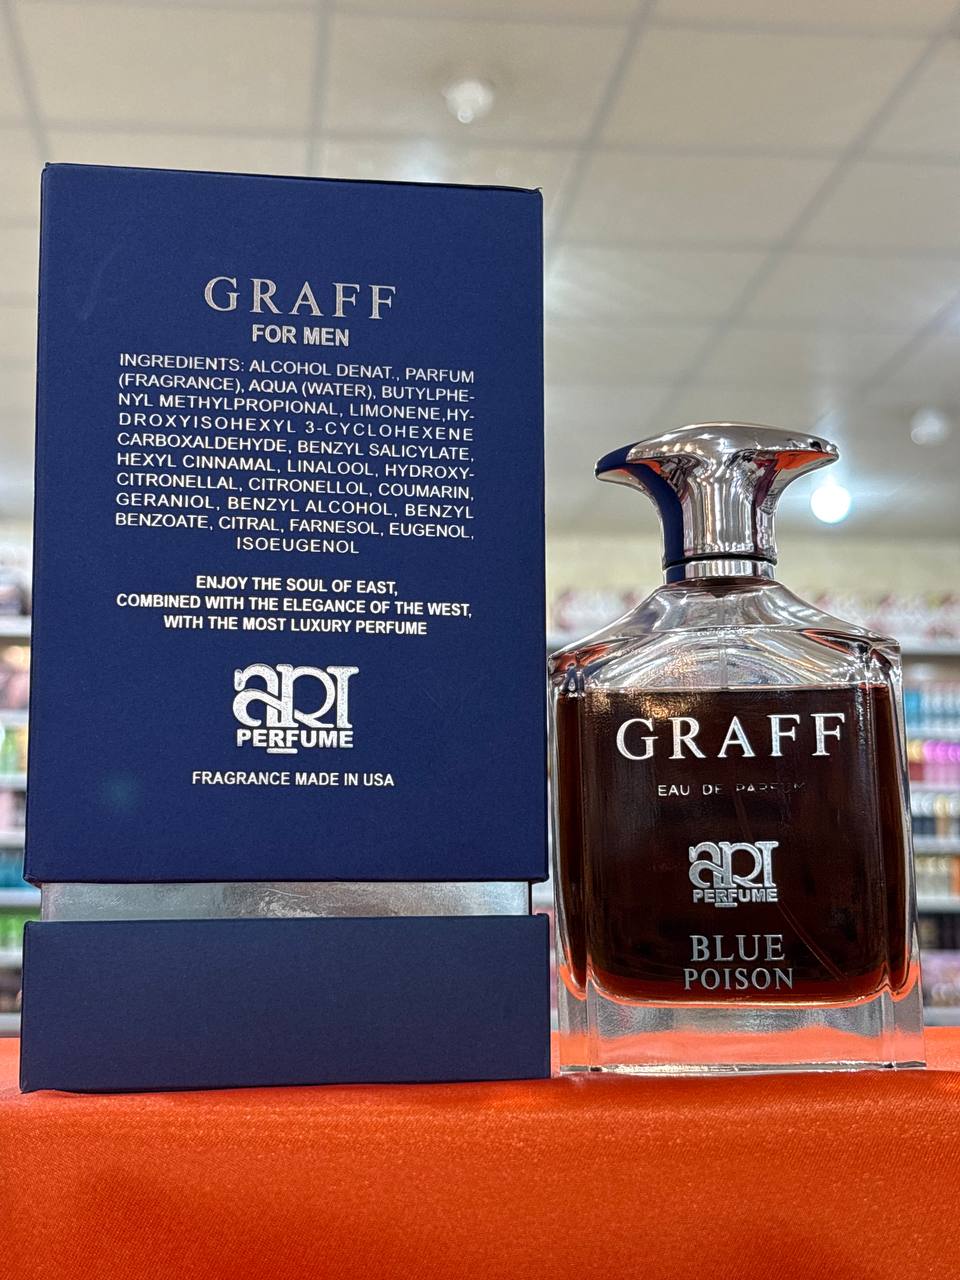 GRAFF
FOR MEN
INGREDIENTS: ALCOHOL DENAT., PARFUM
(FRAGRANCE), AQUA (WATER), BUTYLPHE-
NYL METHYLPROPIONAL, LIMONENE,HY-
DROXYISOHEXYL 3-CYCLOHEXENE
CARBOXALDEHYDE, BENZYL SALICYLATE,
HEXYL CINNAMAL, LINALOOL, HYDROXY-
CITRONELLAL, CITRONELLOL, COUMARIN,
GERANIOL, BENZYL ALCOHOL, BENZYL
BENZOATE, CITRAL, FARNESOL, EUGENOL,
ISOEUGENOL
ENJOY THE SOUL OF EAST,
COMBINED WITH THE ELEGANCE OF THE WEST,
WITH THE MOST LUXURY PERFUME
ART
PERFUME
FRAGRANCE MADE IN USA
GRAFF
EAU DE PARFUM
ART
PERFUME
BLUE
POISON